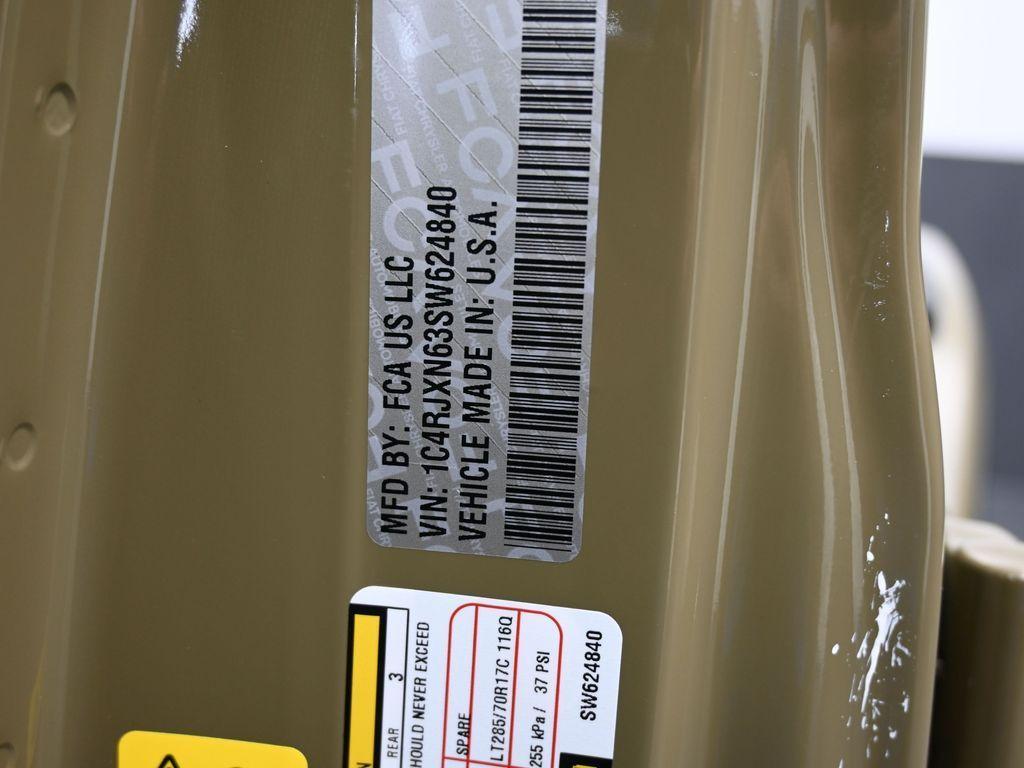 MFD BY: FCA US LLC
VIN: 1C4RJXN63SW624840
VEHICLE MADE IN: U.S.A.
REAR 3
HOULD NEVER EXCEED
SPARE
LT285/70R17C 116Q
255 kPa / 37 PSI
SW624840